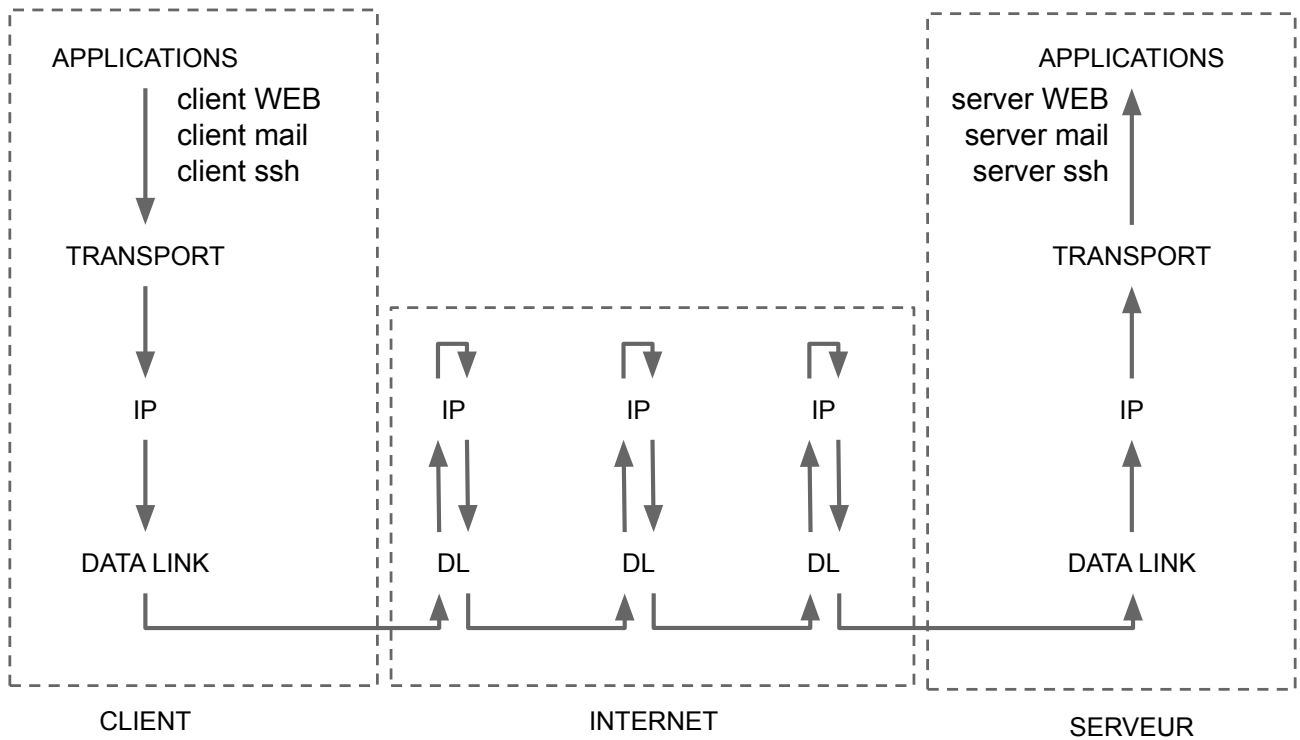 APPLICATIONS
client WEB
client mail
client ssh
TRANSPORT
IP
DATA LINK
CLIENT
IP
IP
IP
DL
DL
DL
INTERNET
APPLICATIONS
server WEB
server mail
server ssh
TRANSPORT
IP
DATA LINK
SERVEUR